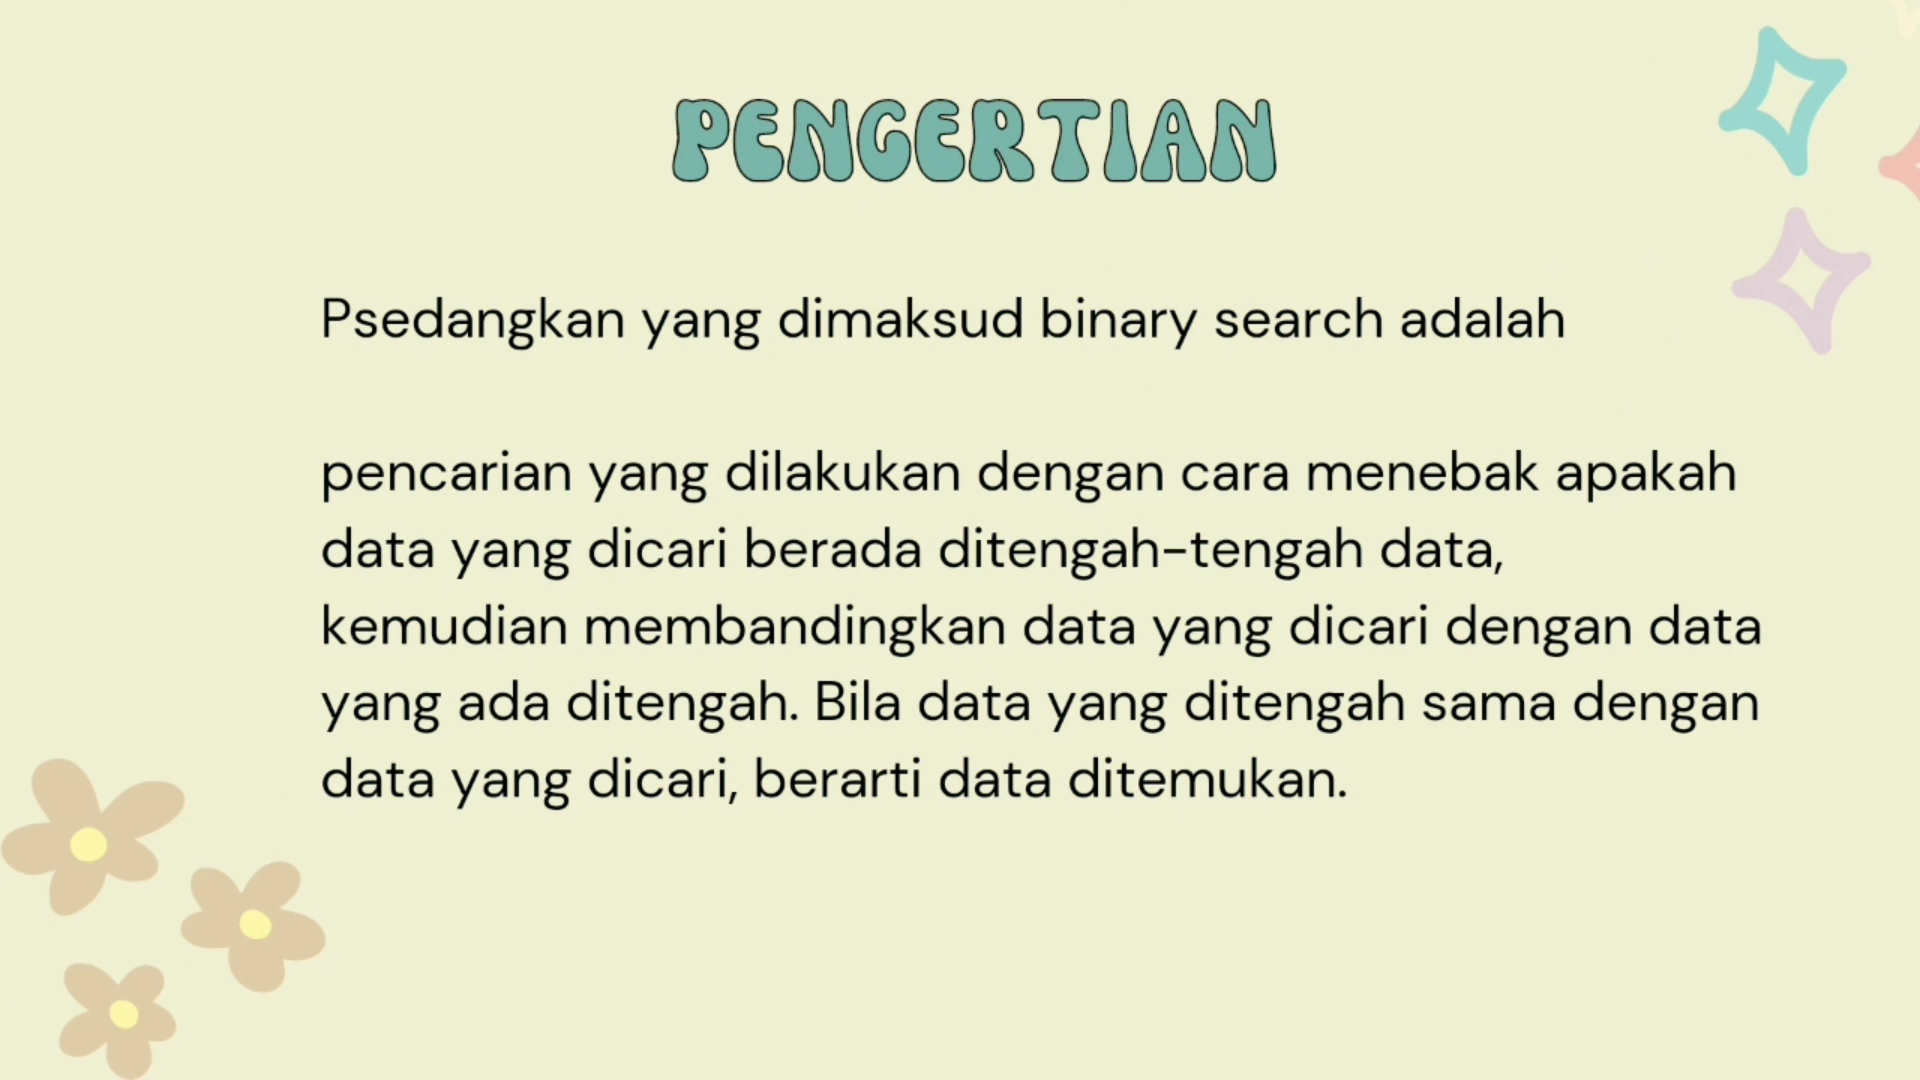 PENGERTIAN
Psedangkan yang dimaksud binary search adalah
pencarian yang dilakukan dengan cara menebak apakah
data yang dicari berada ditengah-tengah data,
kemudian membandingkan data yang dicari dengan data
yang ada ditengah. Bila data yang ditengah sama dengan
data yang dicari, berarti data ditemukan.